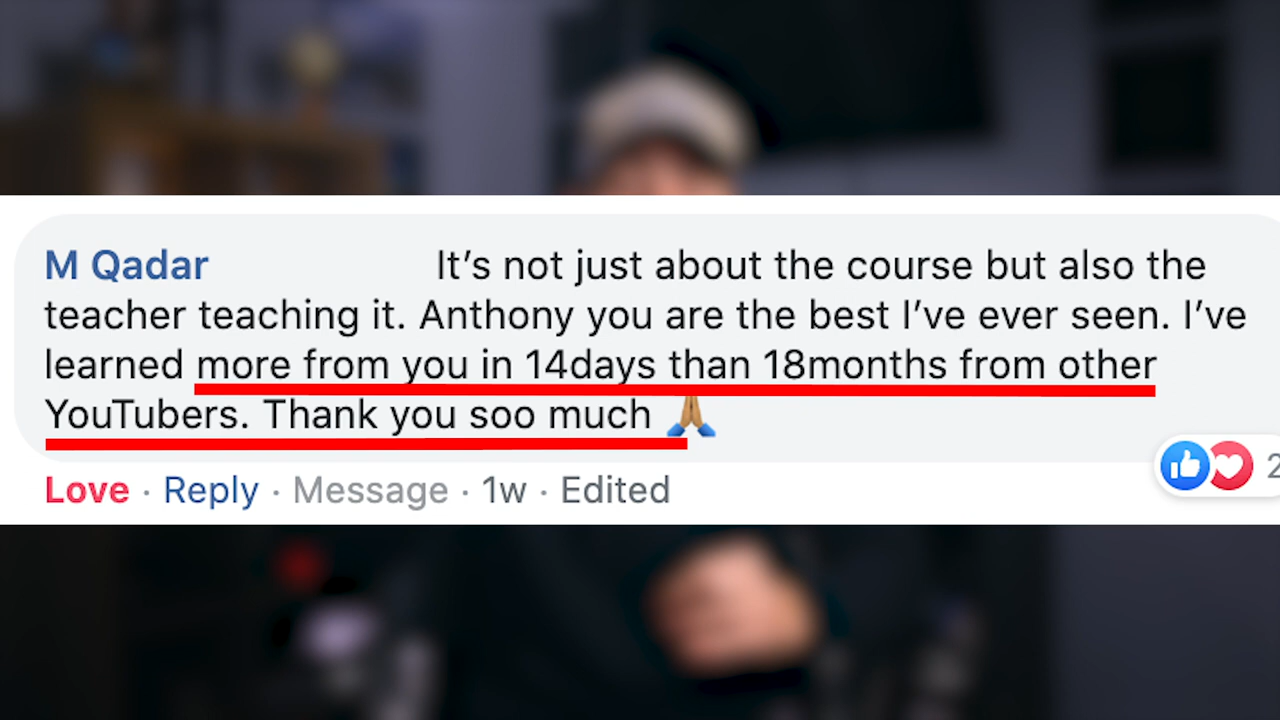 M Qadar It’s not just about the course but also the
teacher teaching it. Anthony you are the best I’ve ever seen. I’ve
learned more from you in 14days than 18months from other
YouTubers. Thank you soo much 🙏🏽
Love · Reply · Message · 1w · Edited
2